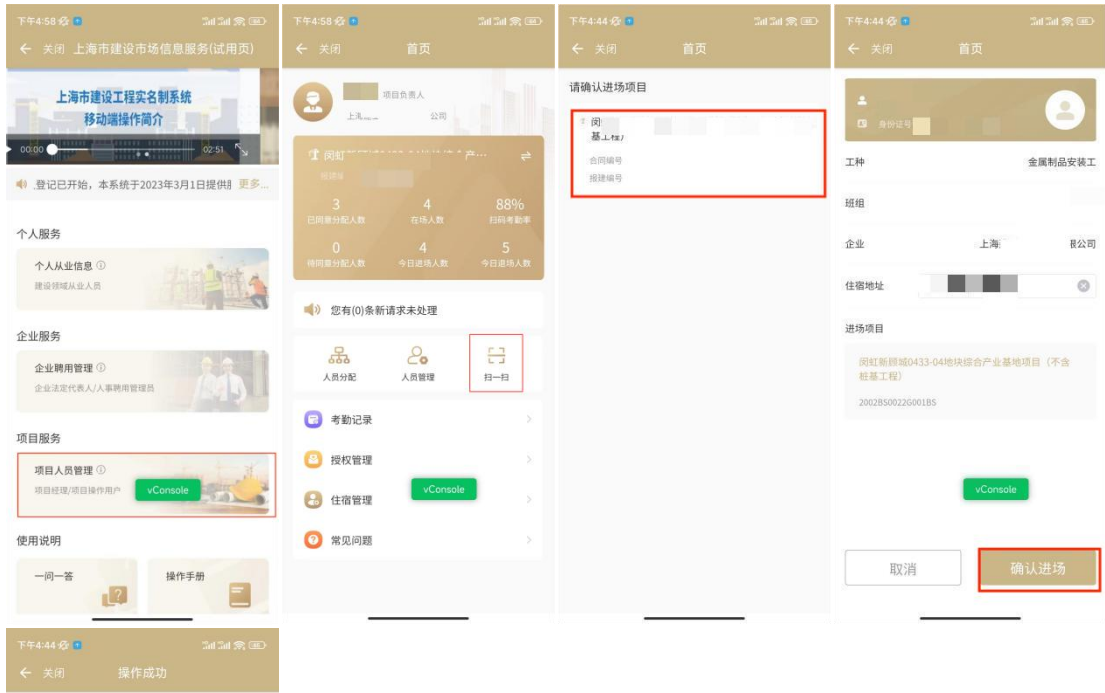 下午4:58
关闭 上海市建设市场信息服务(试用页)
上海市建设工程实名制系统
移动端操作简介
00:00
02:51
登记已开始，本系统于2023年3月1日提供 更多...
个人服务
个人从业信息
建设领域从业人员
企业服务
企业聘用管理
企业法定代表人/人事聘用管理员
项目服务
项目人员管理
项目经理/项目操作用户
vConsole
使用说明
一问一答
操作手册
下午4:58
关闭 首页
项目负责人
公司
闵虹
3
4
88%
已同意分配人数
在场人数
扫码考勤率
0
4
5
待同意分配人数
今日进场人数
今日退场人数
您有(0)条新请求未处理
人员分配
人员管理
扫一扫
考勤记录
授权管理
住宿管理
vConsole
常见问题
下午4:44
关闭 首页
请确认进场项目
基工程)
合同编号
报建编号
下午4:44
关闭 首页
身份证号
工种 金属制品安装工
班组
企业 上海 限公司
住宿地址
进场项目
闵虹新顾城0433-04地块综合产业基地项目（不含
桩基工程）
2002BS0022G001BS
vConsole
取消
确认进场
下午4:44
关闭 操作成功